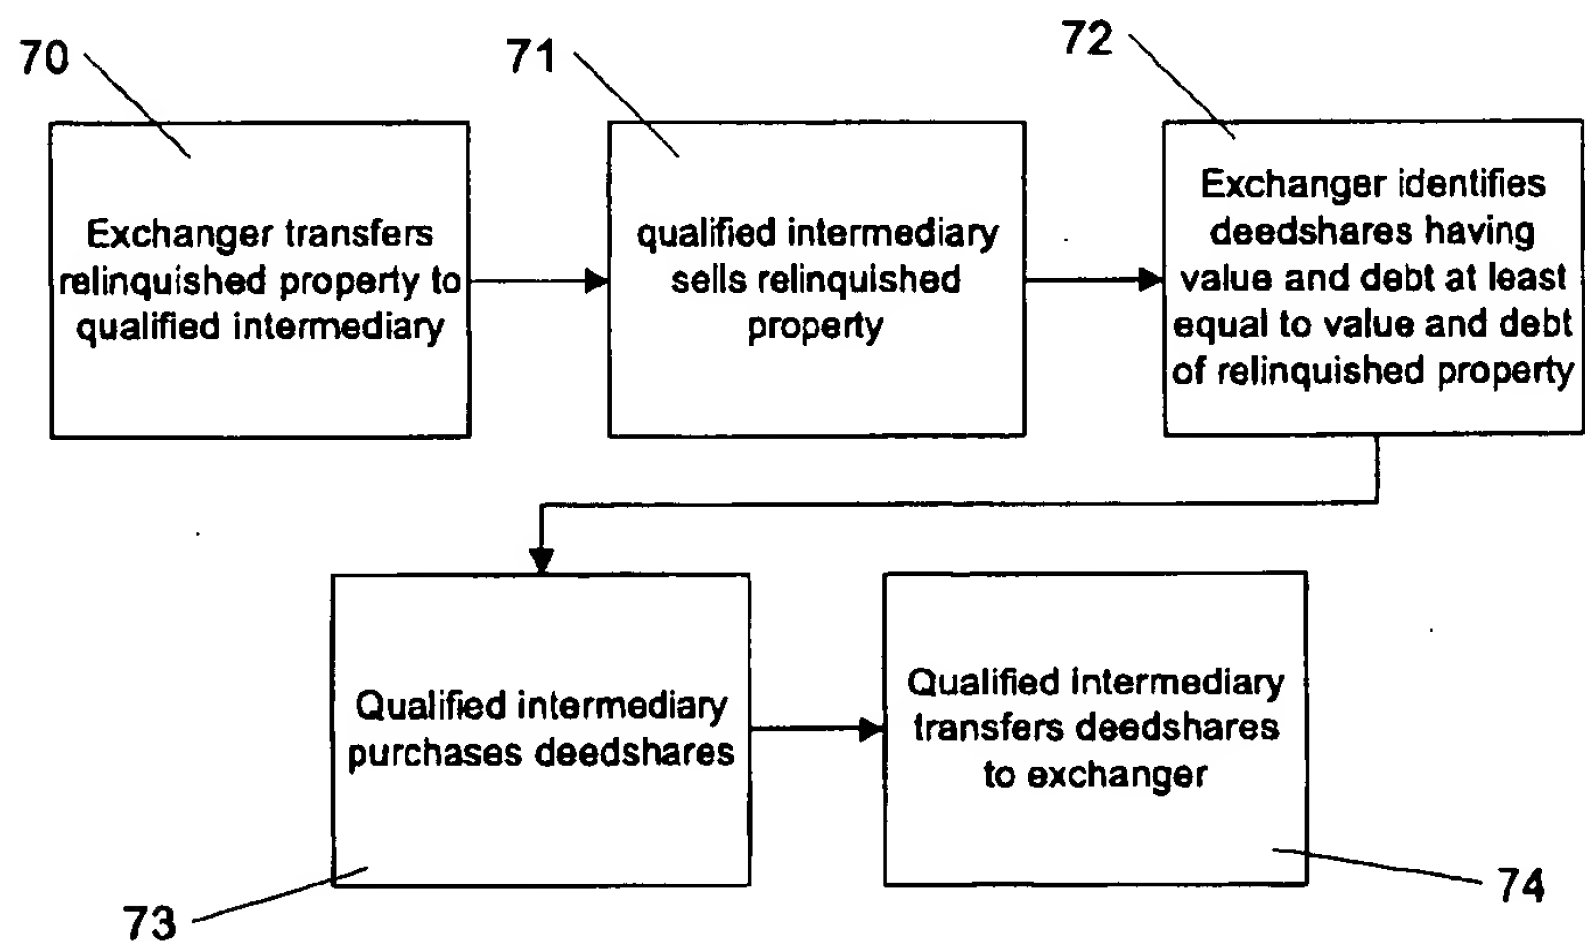 70
71
72
Exchanger transfers
relinquished property to
qualified intermediary
qualified intermediary
sells relinquished
property
Exchanger identifies
deedshares having
value and debt at least
equal to value and debt
of relinquished property
Qualified intermediary
purchases deedshares
Qualified intermediary
transfers deedshares
to exchanger
73
74